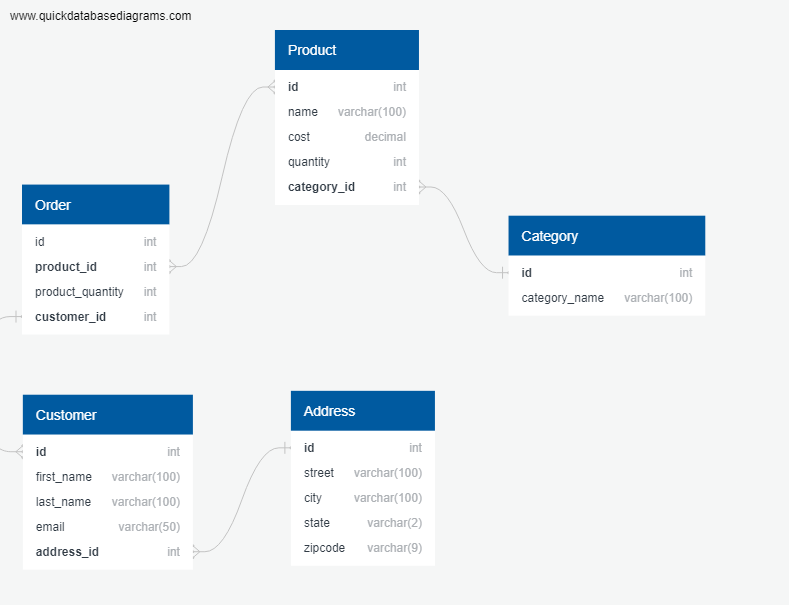 www.quickdatabasediagrams.com
Product
id int
name varchar(100)
cost decimal
quantity int
category_id int
Order
id int
product_id int
product_quantity int
customer_id int
Category
id int
category_name varchar(100)
Customer
id int
first_name varchar(100)
last_name varchar(100)
email varchar(50)
address_id int
Address
id int
street varchar(100)
city varchar(100)
state varchar(2)
zipcode varchar(9)